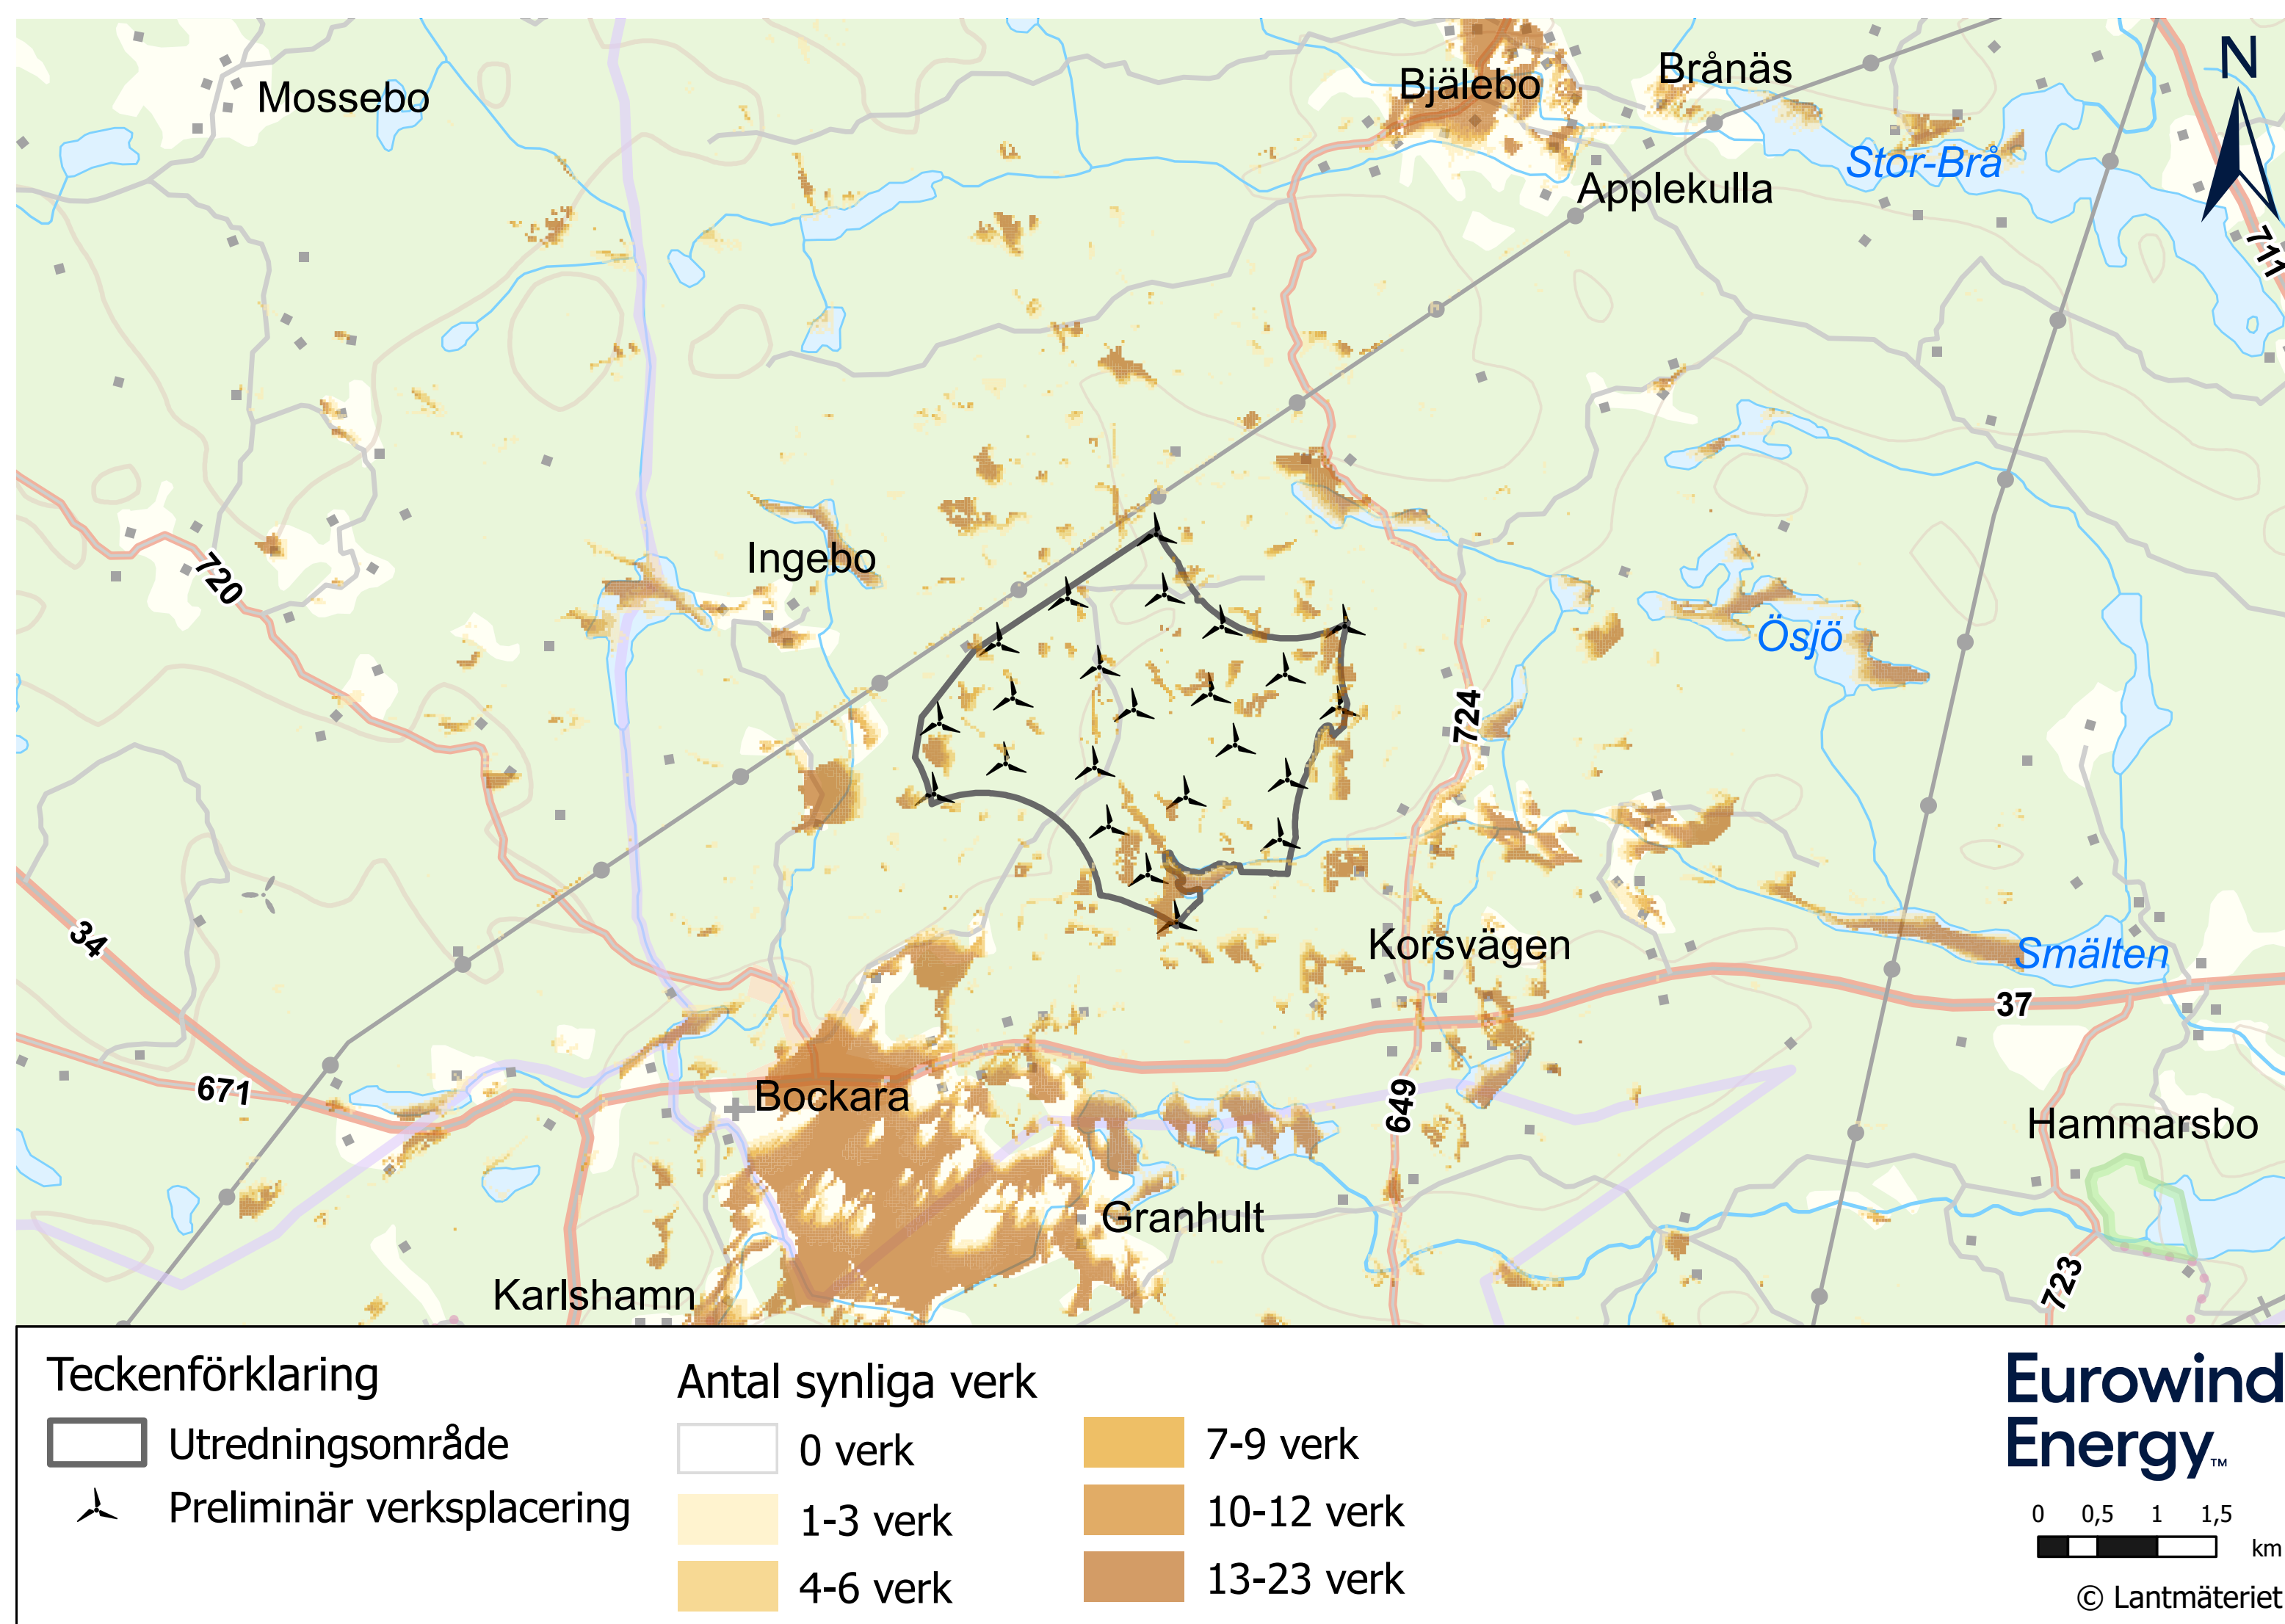 Mossebo
Bjälebo
Brånäs
N
Stor-Brå
Applekulla
711
Ingebo
720
Ösjö
724
34
Korsvägen
Smälten
37
671
Bockara
649
Hammarsbo
Granhult
Karlshamn
723
Teckenförklaring
Utredningsområde
Preliminär verksplacering
Antal synliga verk
0 verk
1-3 verk
4-6 verk
7-9 verk
10-12 verk
13-23 verk
Eurowind
Energy™
0 0,5 1 1,5
km
© Lantmäteriet